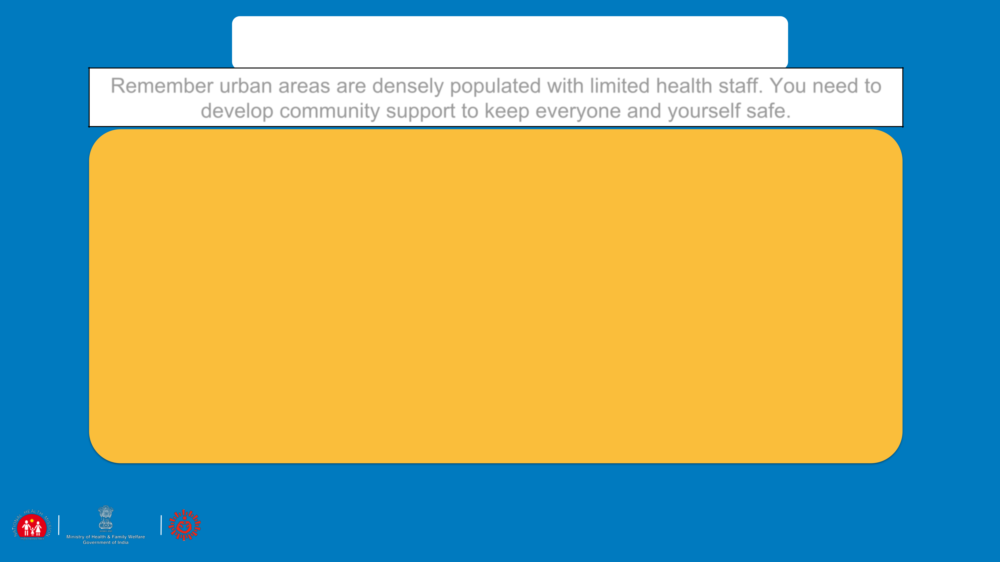 Remember urban areas are densely populated with limited health staff. You need to
develop community support to keep everyone and yourself safe.
NATIONAL HEALTH MISSION
Ministry of Health & Family Welfare
Government of India